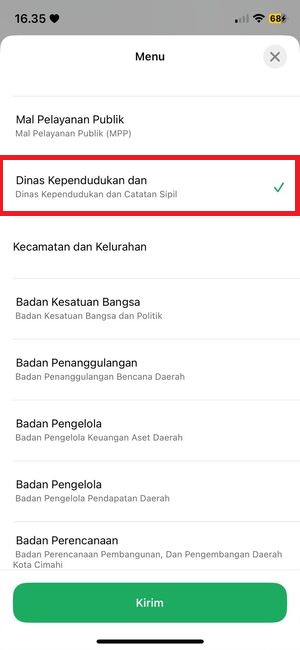 16.35
68
Menu
Mal Pelayanan Publik
Mal Pelayanan Publik (MPP)
Dinas Kependudukan dan
Dinas Kependudukan dan Catatan Sipil
Kecamatan dan Kelurahan
Badan Kesatuan Bangsa
Badan Kesatuan Bangsa dan Politik
Badan Penanggulangan
Badan Penanggulangan Bencana Daerah
Badan Pengelola
Badan Pengelola Keuangan Aset Daerah
Badan Pengelola
Badan Pengelola Pendapatan Daerah
Badan Perencanaan
Badan Perencanaan Pembangunan, Dan Pengembangan Daerah
Kota Cimahi
Kirim